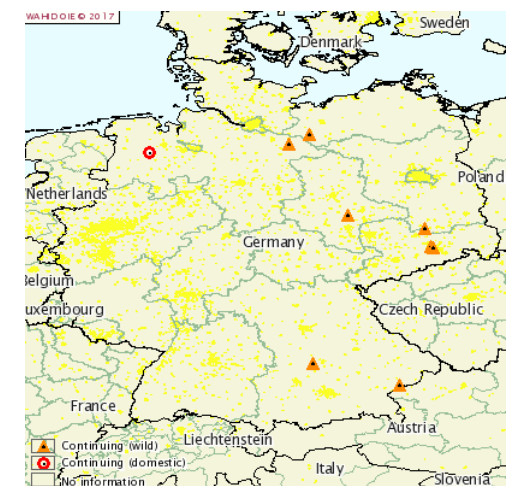 WAHID OIE © 2017
Sweden
Denmark
Poland
Netherlands
Germany
Belgium
Luxembourg
Czech Republic
France
Austria
Liechtenstein
Continuing (wild)
Continuing (domestic)
Italy
No information
Slovenia